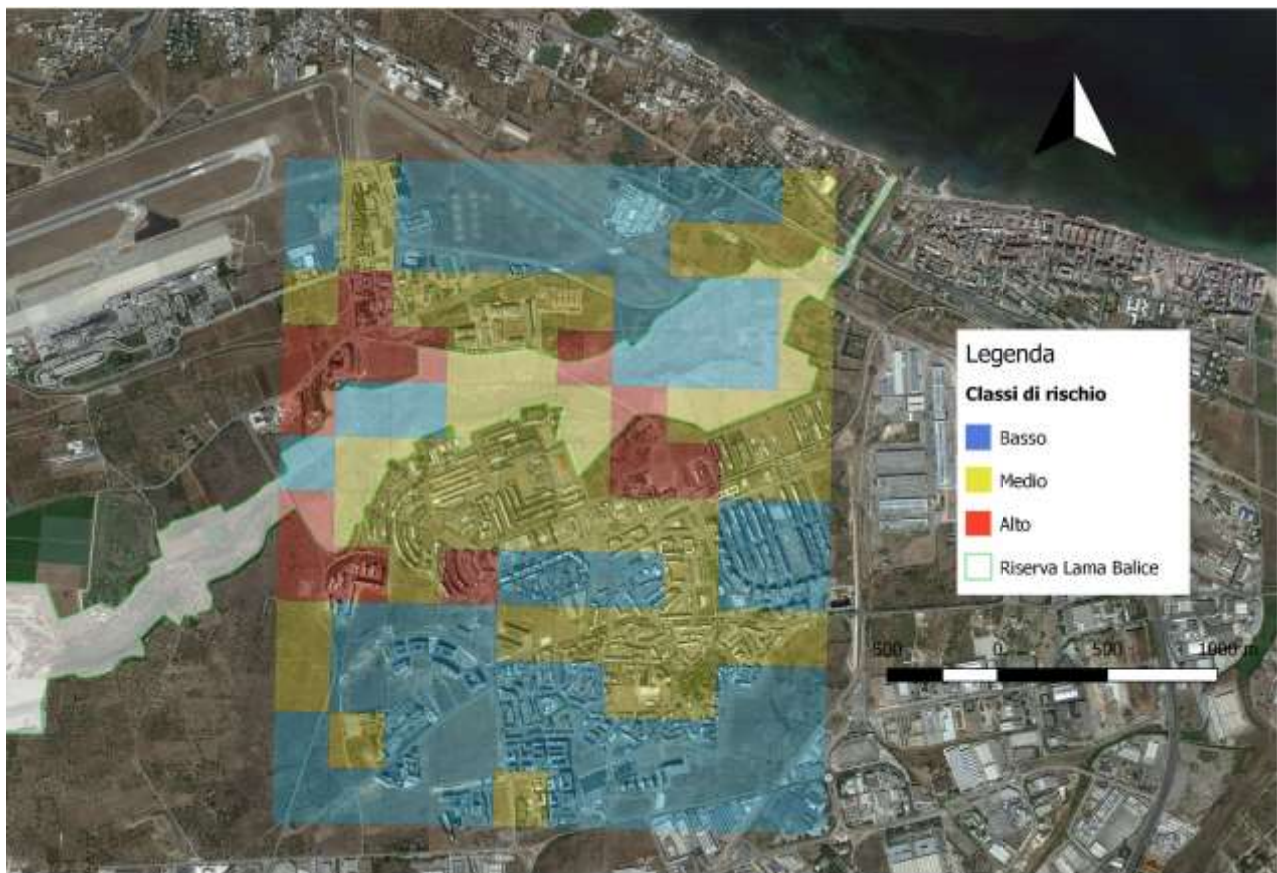 Legenda
Classi di rischio
Basso
Medio
Alto
Riserva Lama Balice
500 0 500 1000 m